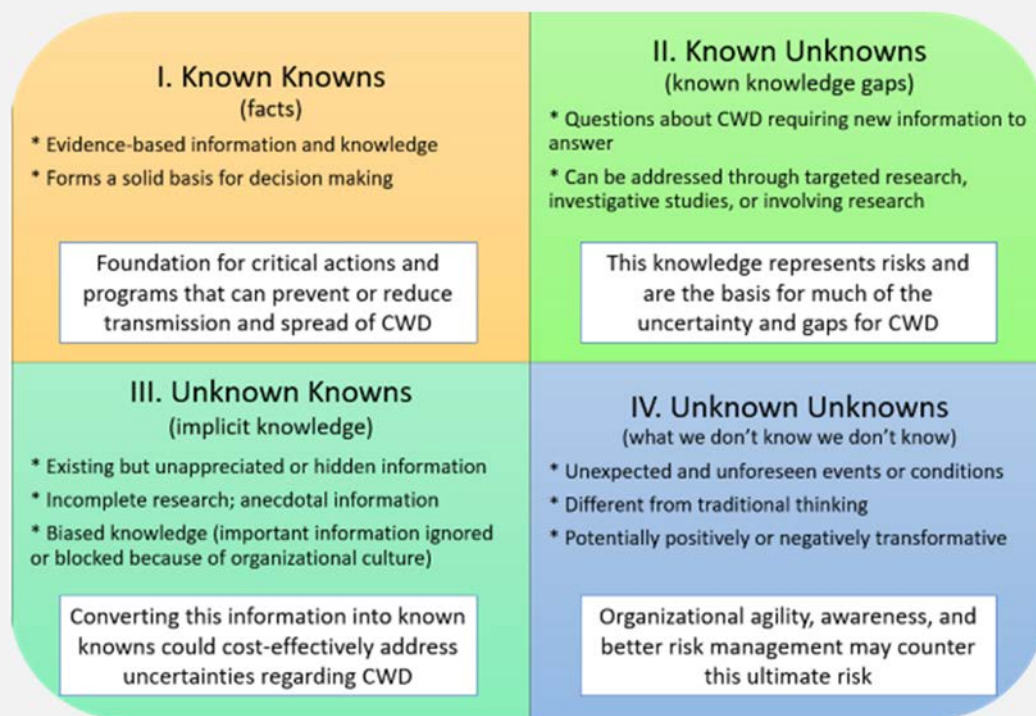 I. Known Knowns
(facts)
* Evidence-based information and knowledge
* Forms a solid basis for decision making
Foundation for critical actions and
programs that can prevent or reduce
transmission and spread of CWD
II. Known Unknowns
(known knowledge gaps)
* Questions about CWD requiring new information to
answer
* Can be addressed through targeted research,
investigative studies, or involving research
This knowledge represents risks and
are the basis for much of the
uncertainty and gaps for CWD
III. Unknown Knowns
(implicit knowledge)
* Existing but unappreciated or hidden information
* Incomplete research; anecdotal information
* Biased knowledge (important information ignored
or blocked because of organizational culture)
Converting this information into known
knowns could cost-effectively address
uncertainties regarding CWD
IV. Unknown Unknowns
(what we don't know we don't know)
* Unexpected and unforeseen events or conditions
* Different from traditional thinking
* Potentially positively or negatively transformative
Organizational agility, awareness, and
better risk management may counter
this ultimate risk